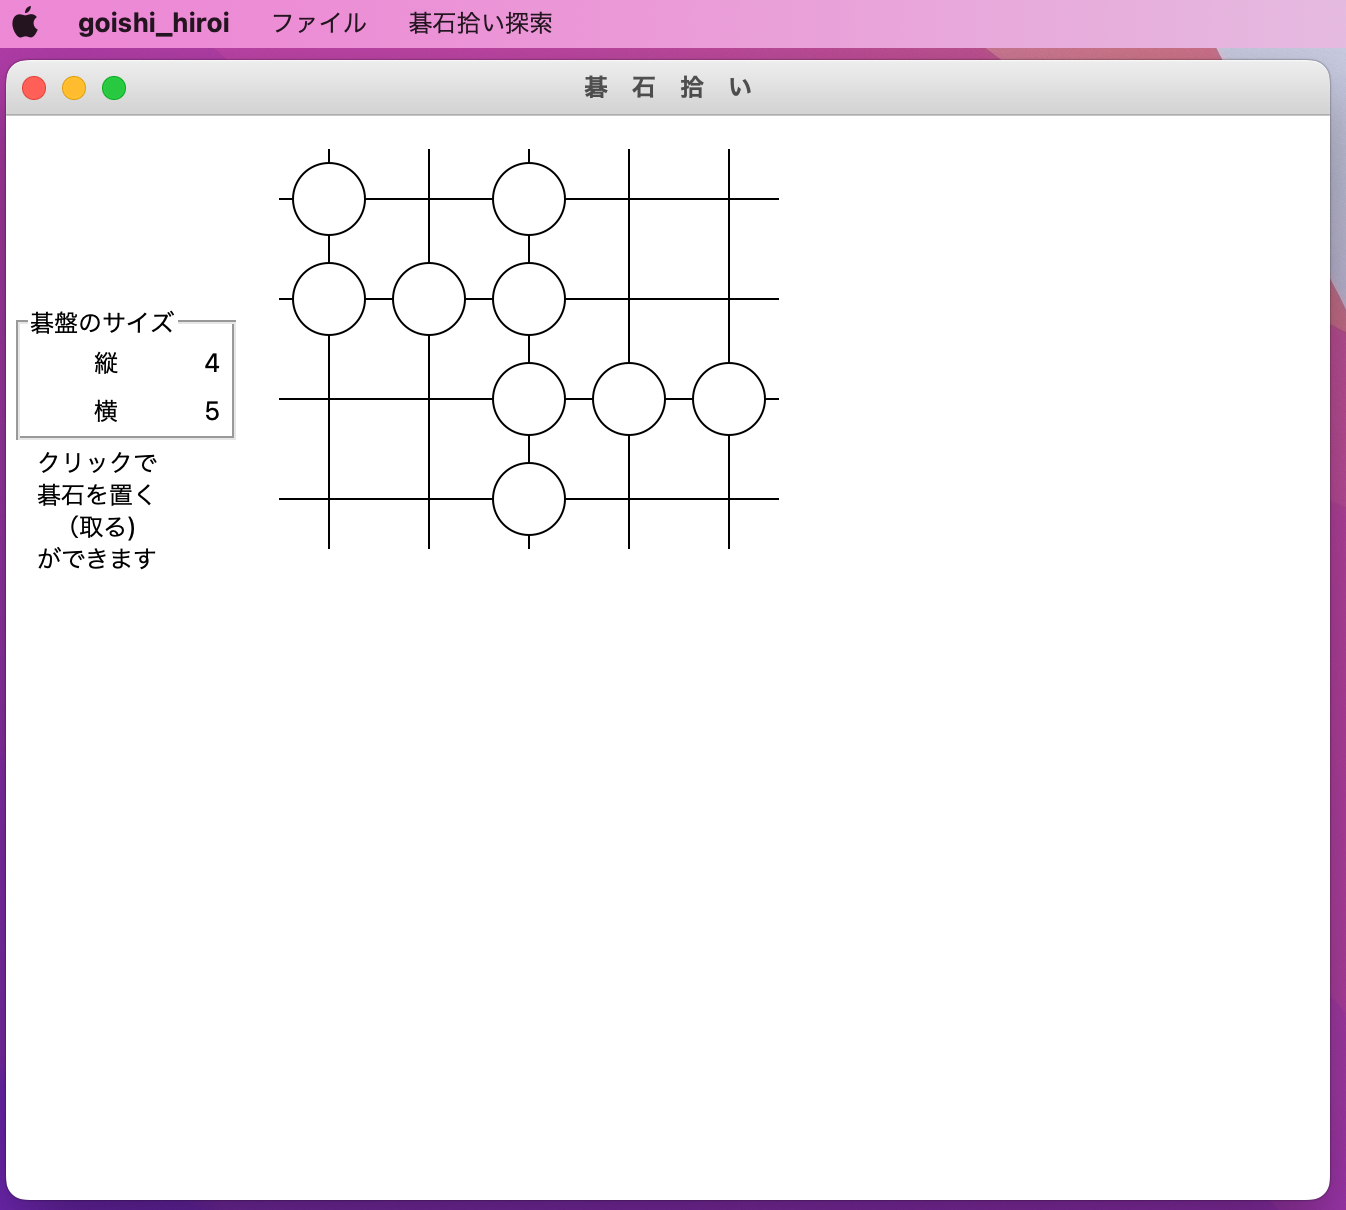 goishi_hiroi ファイル 碁石拾い探索
碁 石 拾 い
碁盤のサイズ
縦 4
横 5
クリックで
碁石を置く
（取る)
ができます